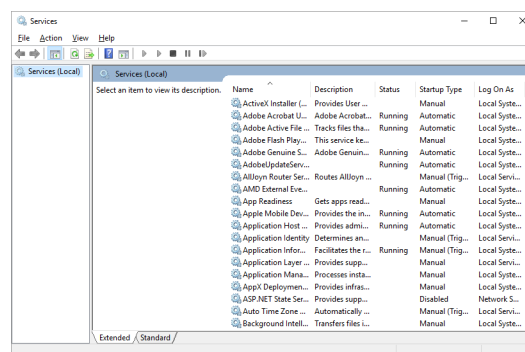 Services
File Action View Help
Services (Local)
Services (Local)
Select an item to view its description.
Name Description Status Startup Type Log On As
ActiveX Installer (... Provides User ... Manual Local Syste...
Adobe Acrobat U... Adobe Acrobat... Running Automatic Local Syste...
Adobe Active File ... Tracks files tha... Running Automatic Local Syste...
Adobe Flash Play... This service ke... Manual Local Syste...
Adobe Genuine S... Adobe Genuin... Running Automatic Local Syste...
AdobeUpdateServ... Running Automatic Local Syste...
AllJoyn Router Ser... Routes AllJoyn ... Manual (Trig... Local Servi...
AMD External Eve... Running Automatic Local Syste...
App Readiness Gets apps read... Manual Local Syste...
Apple Mobile Dev... Provides the in... Running Automatic Local Syste...
Application Host ... Provides admi... Running Automatic Local Syste...
Application Identity Determines an... Manual (Trig... Local Servi...
Application Infor... Facilitates the r... Running Manual (Trig... Local Syste...
Application Layer ... Provides supp... Manual Local Servi...
Application Mana... Processes insta... Manual Local Syste...
AppX Deploymen... Provides infras... Manual Local Syste...
ASP.NET State Ser... Provides supp... Disabled Network S...
Auto Time Zone ... Automatically ... Manual (Trig... Local Servi...
Background Intell... Transfers files i... Manual Local Syste...
Extended Standard